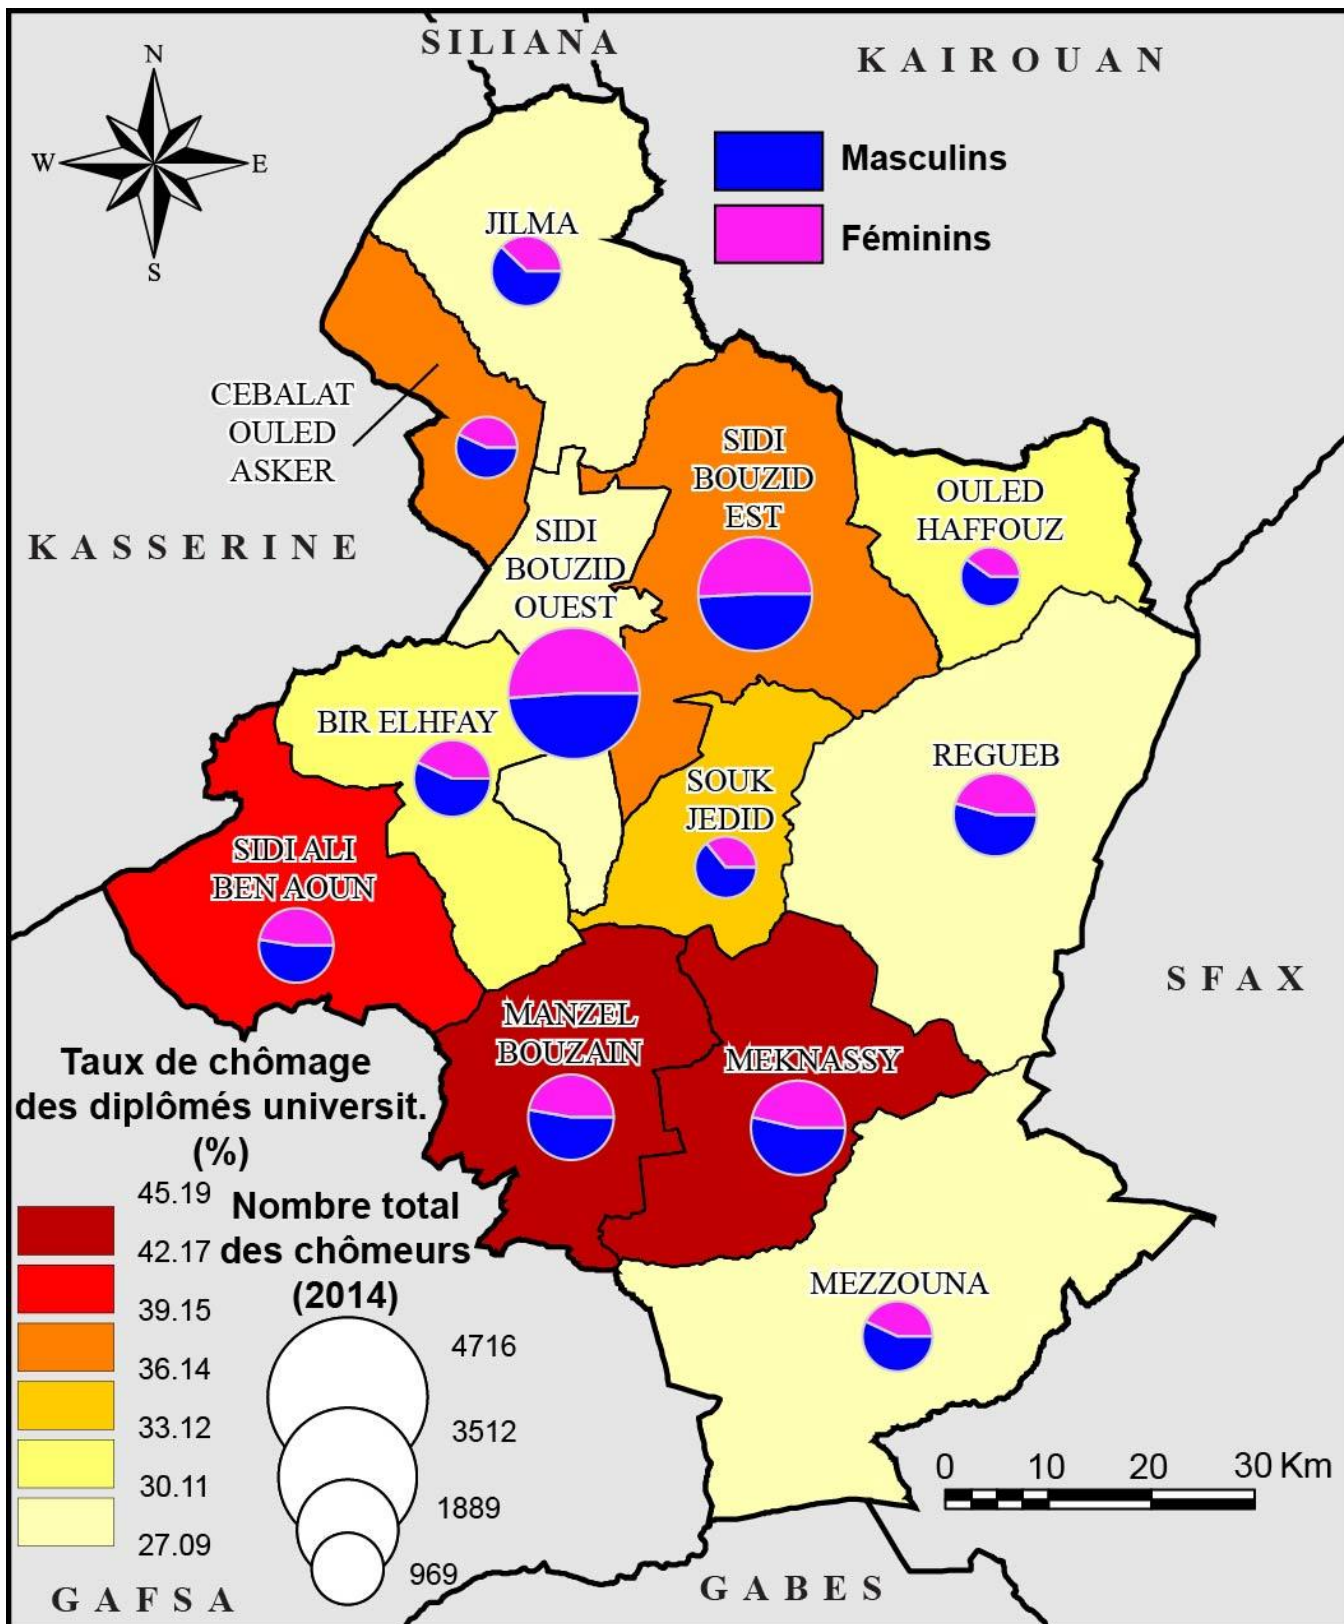 SILIANA
KAIROUAN
N
W
E
S
Masculins
Féminins
JILMA
CEBALAT
OULED
ASKER
SIDI
BOUZID
EST
OULED
HAFFOUZ
KASSERINE
SIDI
BOUZID
OUEST
BIR ELHFAY
REGUEB
SOUK
JEDID
SIDI ALI
BEN AOUN
SFAX
MANZEL
BOUZAIN
MEKNASSY
MEZZOUNA
Taux de chômage
des diplômés universit.
(%)
45.19
42.17
39.15
36.14
33.12
30.11
27.09
Nombre total
des chômeurs
(2014)
4716
3512
1889
969
0 10 20 30 Km
GAFSA
GABES